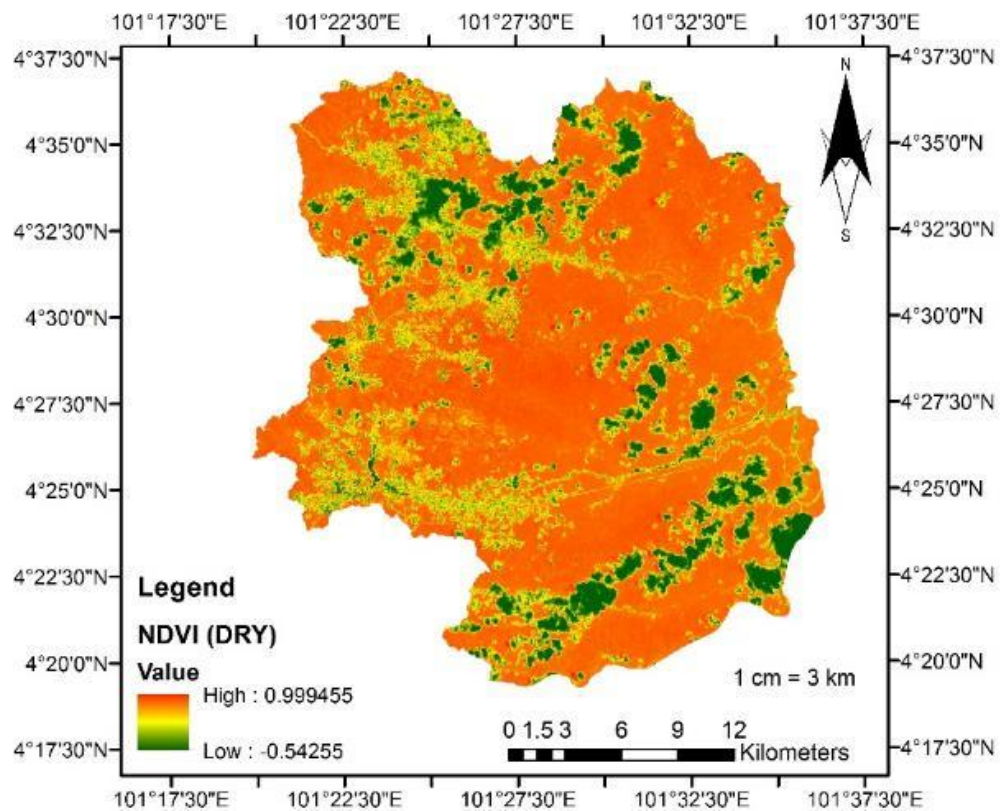 101°17'30"E 101°22'30"E 101°27'30"E 101°32'30"E 101°37'30"E
4°37'30"N 4°37'30"N
N
4°35'0"N 4°35'0"N
S
4°32'30"N 4°32'30"N
4°30'0"N 4°30'0"N
4°27'30"N 4°27'30"N
4°25'0"N 4°25'0"N
4°22'30"N 4°22'30"N
Legend
NDVI (DRY)
Value
4°20'0"N 4°20'0"N
1 cm = 3 km
High : 0.999455
0 1.5 3 6 9 12
Low : -0.54255
Kilometers
4°17'30"N 4°17'30"N
101°17'30"E 101°22'30"E 101°27'30"E 101°32'30"E 101°37'30"E